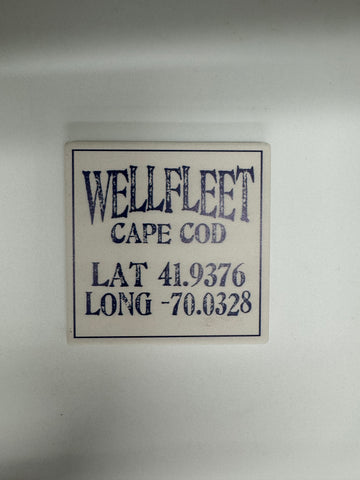 WELLFLEET
CAPE COD
LAT 41.9376
LONG -70.0328